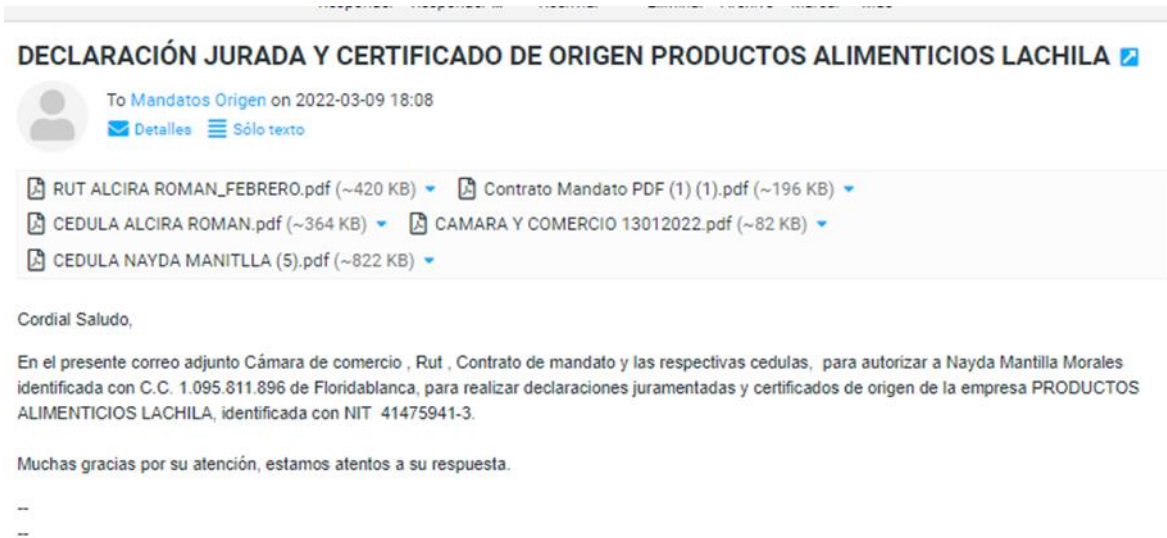 DECLARACIÓN JURADA Y CERTIFICADO DE ORIGEN PRODUCTOS ALIMENTICIOS LACHILA
To Mandatos Origen on 2022-03-09 18:08
Detalles Sólo texto
RUT ALCIRA ROMAN_FEBRERO.pdf (~420 KB) Contrato Mandato PDF (1) (1).pdf (~196 KB)
CEDULA ALCIRA ROMAN.pdf (~364 KB) CAMARA Y COMERCIO 13012022.pdf (~82 KB)
CEDULA NAYDA MANITLLA (5).pdf (~822 KB)
Cordial Saludo,
En el presente correo adjunto Cámara de comercio , Rut , Contrato de mandato y las respectivas cedulas, para autorizar a Nayda Mantilla Morales
identificada con C.C. 1.095.811.896 de Floridablanca, para realizar declaraciones juramentadas y certificados de origen de la empresa PRODUCTOS
ALIMENTICIOS LACHILA, identificada con NIT 41475941-3.
Muchas gracias por su atención, estamos atentos a su respuesta.
--
--